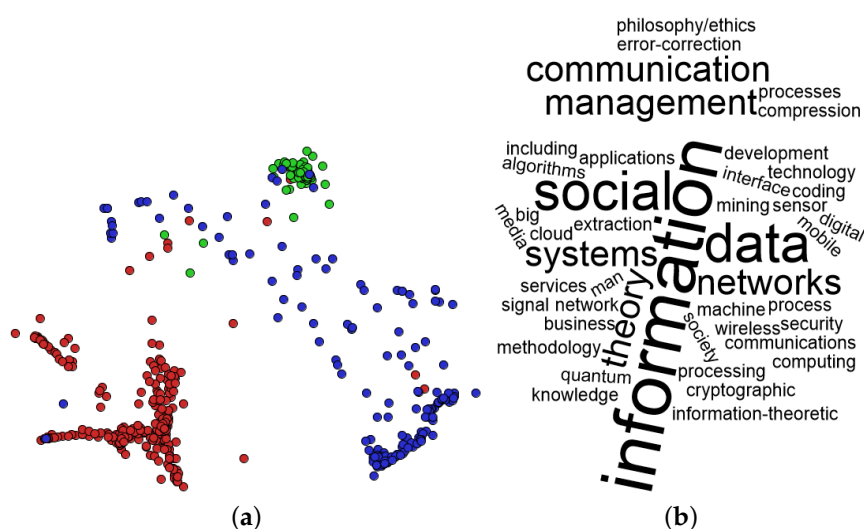 philosophy/ethics
error-correction
communication
management
processes
compression
including
algorithms
applications
development
technology
interface
coding
social
mining
sensor
big
media
extraction
cloud
digital
mobile
systems
data
information
networks
services
man
signal network
theory
machine
process
business
society
wireless
security
communications
methodology
computing
quantum
processing
knowledge
cryptographic
information-theoretic
(a)
(b)